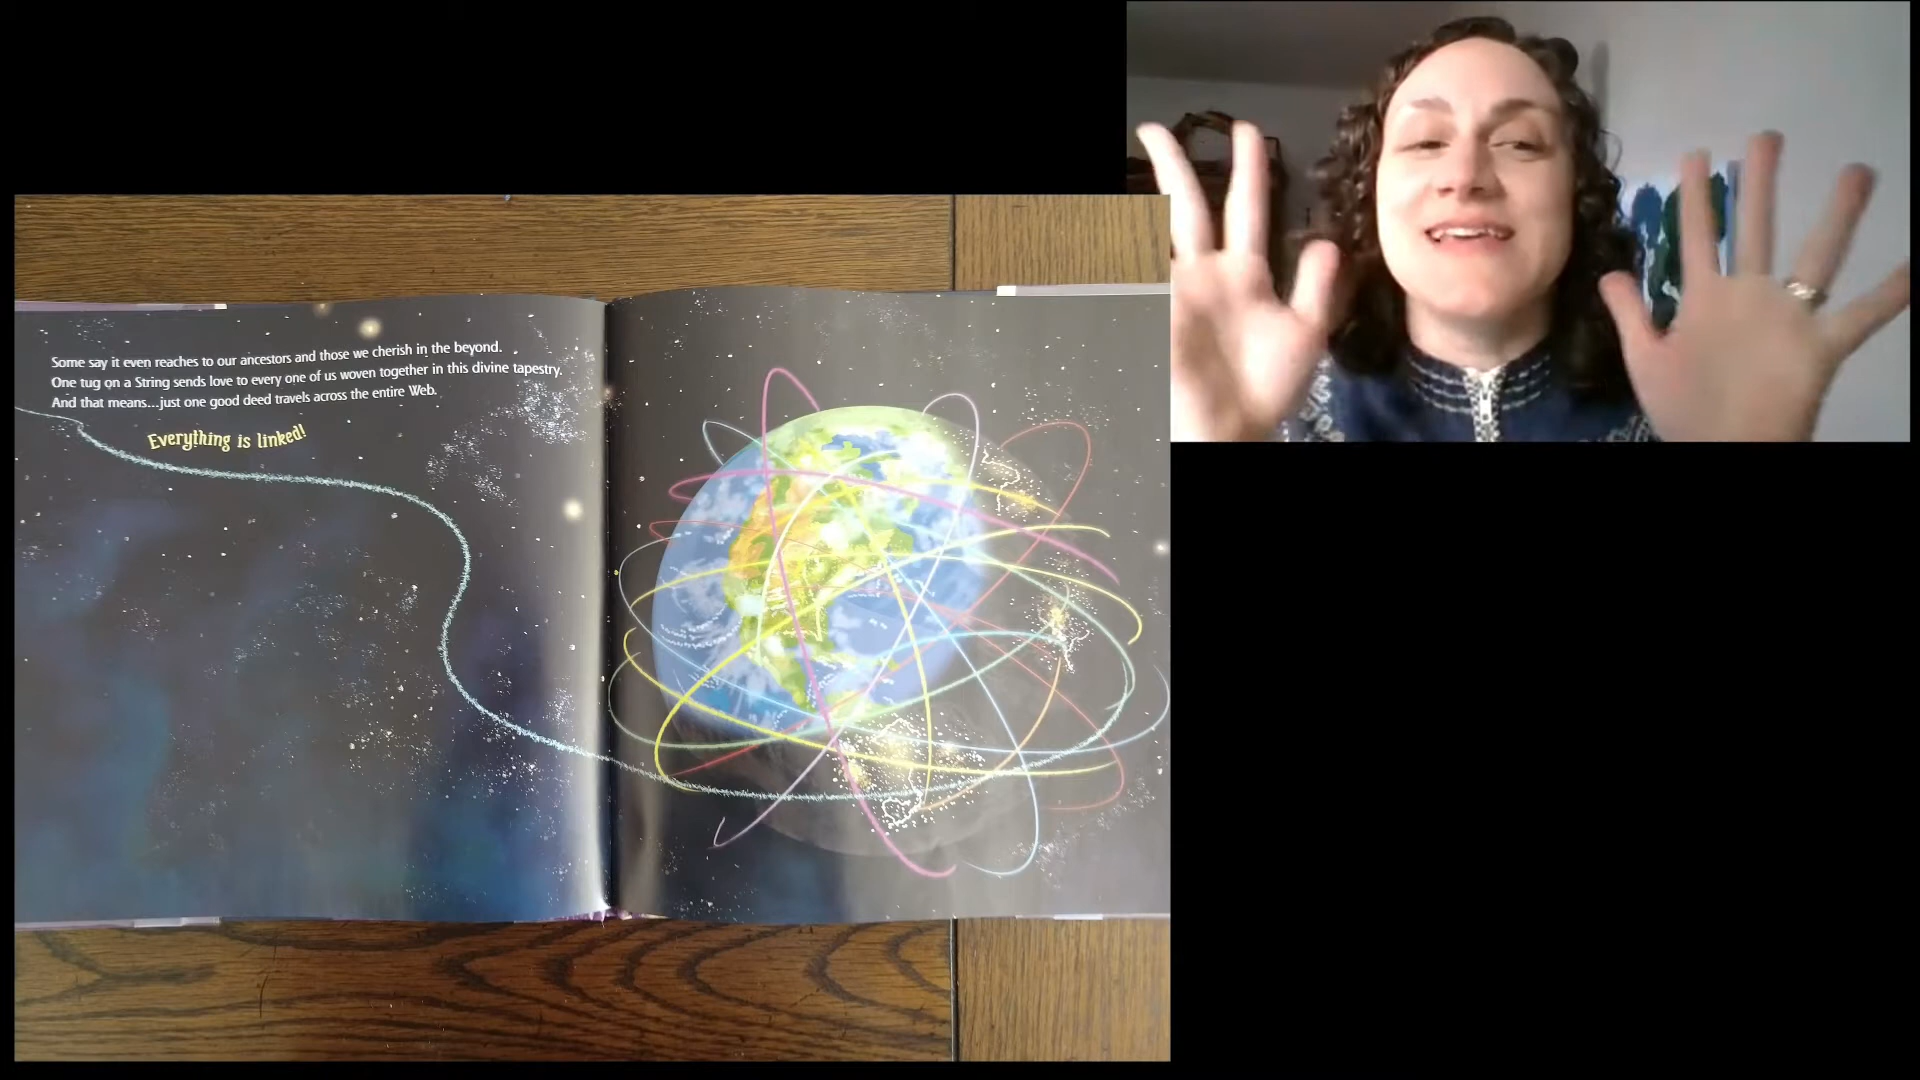 Some say it even reaches to our ancestors and those we cherish in the beyond.
One tug on a String sends love to every one of us woven together in this divine tapestry.
And that means...just one good deed travels across the entire Web.
Everything is linked!